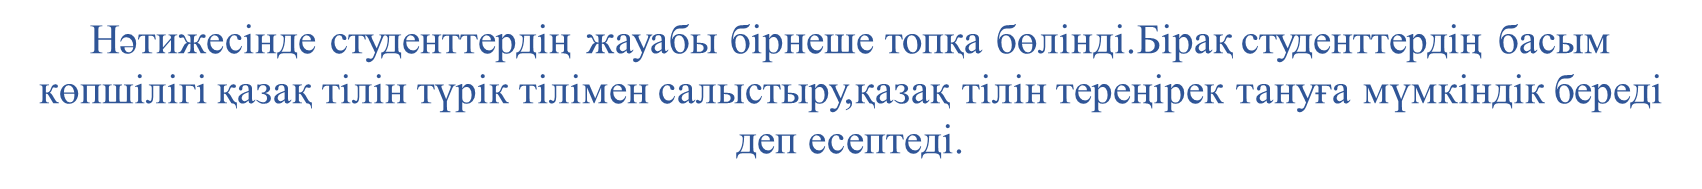 Нәтижесінде студенттердің жауабы бірнеше топқа бөлінді.Бірақ студенттердің басым
көпшілігі қазақ тілін түрік тілімен салыстыру,қазақ тілін тереңірек тануға мүмкіндік береді
деп есептеді.